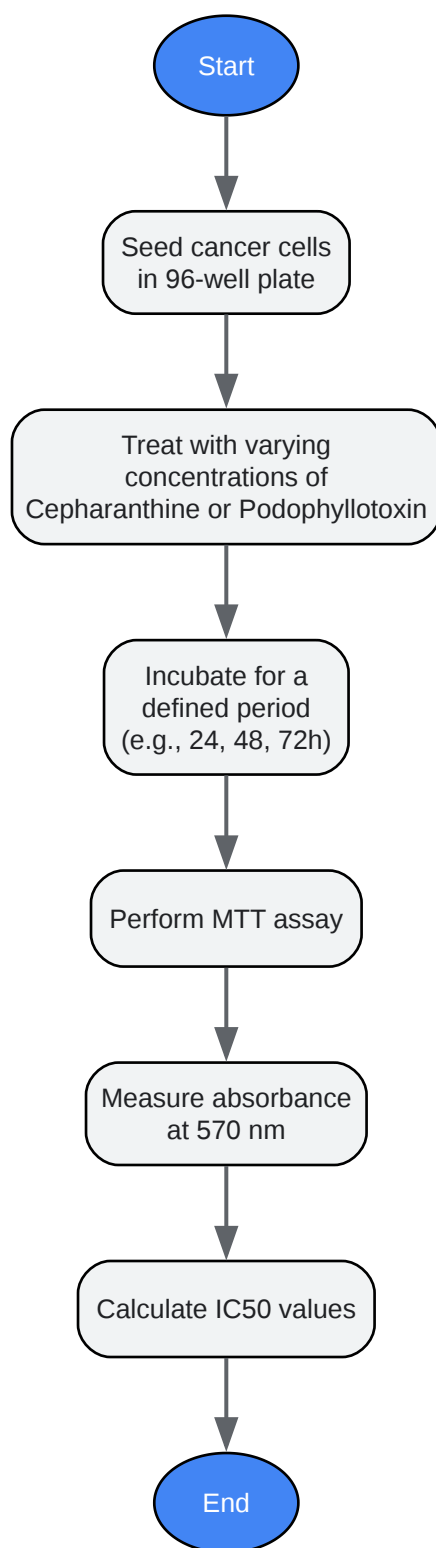 Start
Seed cancer cells
in 96-well plate
Treat with varying
concentrations of
Cepharanthine or Podophyllotoxin
Incubate for a
defined period
(e.g., 24, 48, 72h)
Perform MTT assay
Measure absorbance
at 570 nm
Calculate IC50 values
End